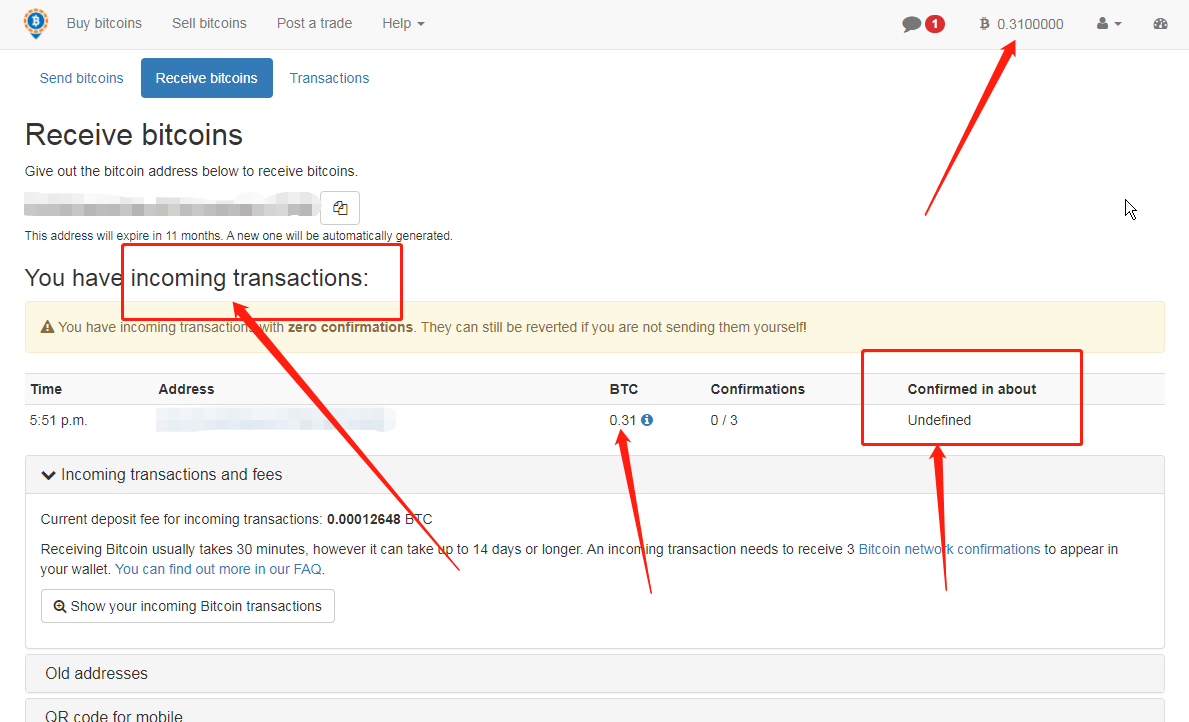 Buy bitcoins Sell bitcoins Post a trade Help 1 0.3100000
Send bitcoins Receive bitcoins Transactions
Receive bitcoins
Give out the bitcoin address below to receive bitcoins.
This address will expire in 11 months. A new one will be automatically generated.
You have incoming transactions:
You have incoming transactions with zero confirmations. They can still be reverted if you are not sending them yourself!
Time Address BTC Confirmations Confirmed in about
5:51 p.m. 0.31 0 / 3 Undefined
Incoming transactions and fees
Current deposit fee for incoming transactions: 0.00012648 BTC
Receiving Bitcoin usually takes 30 minutes, however it can take up to 14 days or longer. An incoming transaction needs to receive 3 Bitcoin network confirmations to appear in
your wallet. You can find out more in our FAQ.
Show your incoming Bitcoin transactions
Old addresses
QR code for mobile